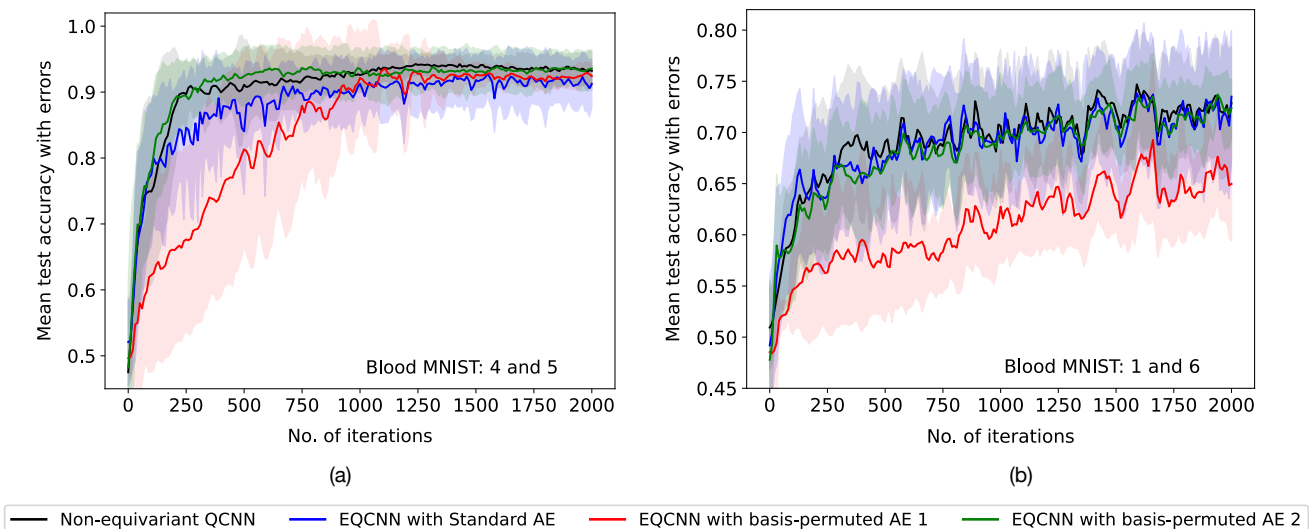 Mean test accuracy with errors
1.0
0.9
0.8
0.7
0.6
0.5
Blood MNIST: 4 and 5
0 250 500 750 1000 1250 1500 1750 2000
No. of iterations
(a)
Mean test accuracy with errors
0.80
0.75
0.70
0.65
0.60
0.55
0.50
0.45
Blood MNIST: 1 and 6
0 250 500 750 1000 1250 1500 1750 2000
No. of iterations
(b)
Non-equivariant QCNN EQCNN with Standard AE EQCNN with basis-permuted AE 1 EQCNN with basis-permuted AE 2